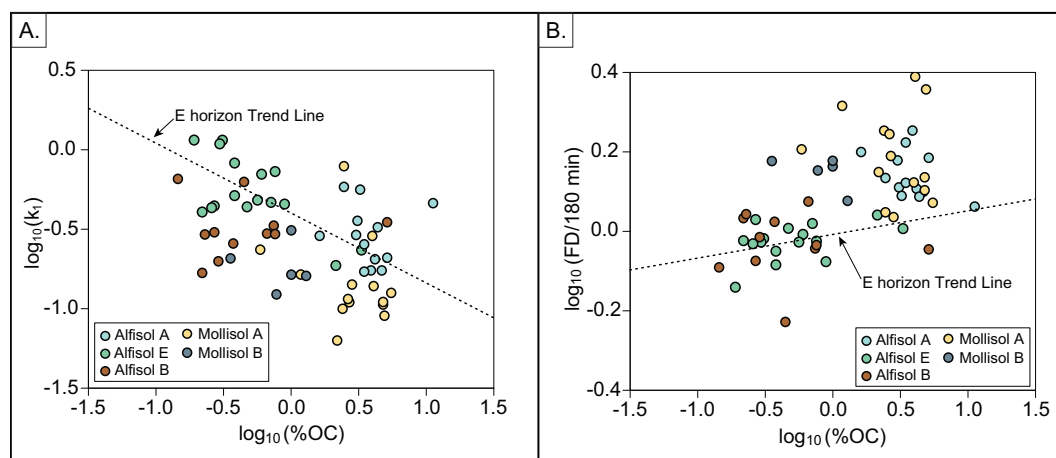 A.
0.5
0.0
-0.5
-1.0
-1.5
log10(k1)
E horizon Trend Line
Alfisol A
Alfisol E
Alfisol B
Mollisol A
Mollisol B
-1.5 -1.0 -0.5 0.0 0.5 1.0 1.5
log10 (%OC)
B.
0.4
0.2
0.0
-0.2
-0.4
log10 (FD/180 min)
E horizon Trend Line
Alfisol A
Alfisol E
Alfisol B
Mollisol A
Mollisol B
-1.5 -1.0 -0.5 0.0 0.5 1.0 1.5
log10 (%OC)